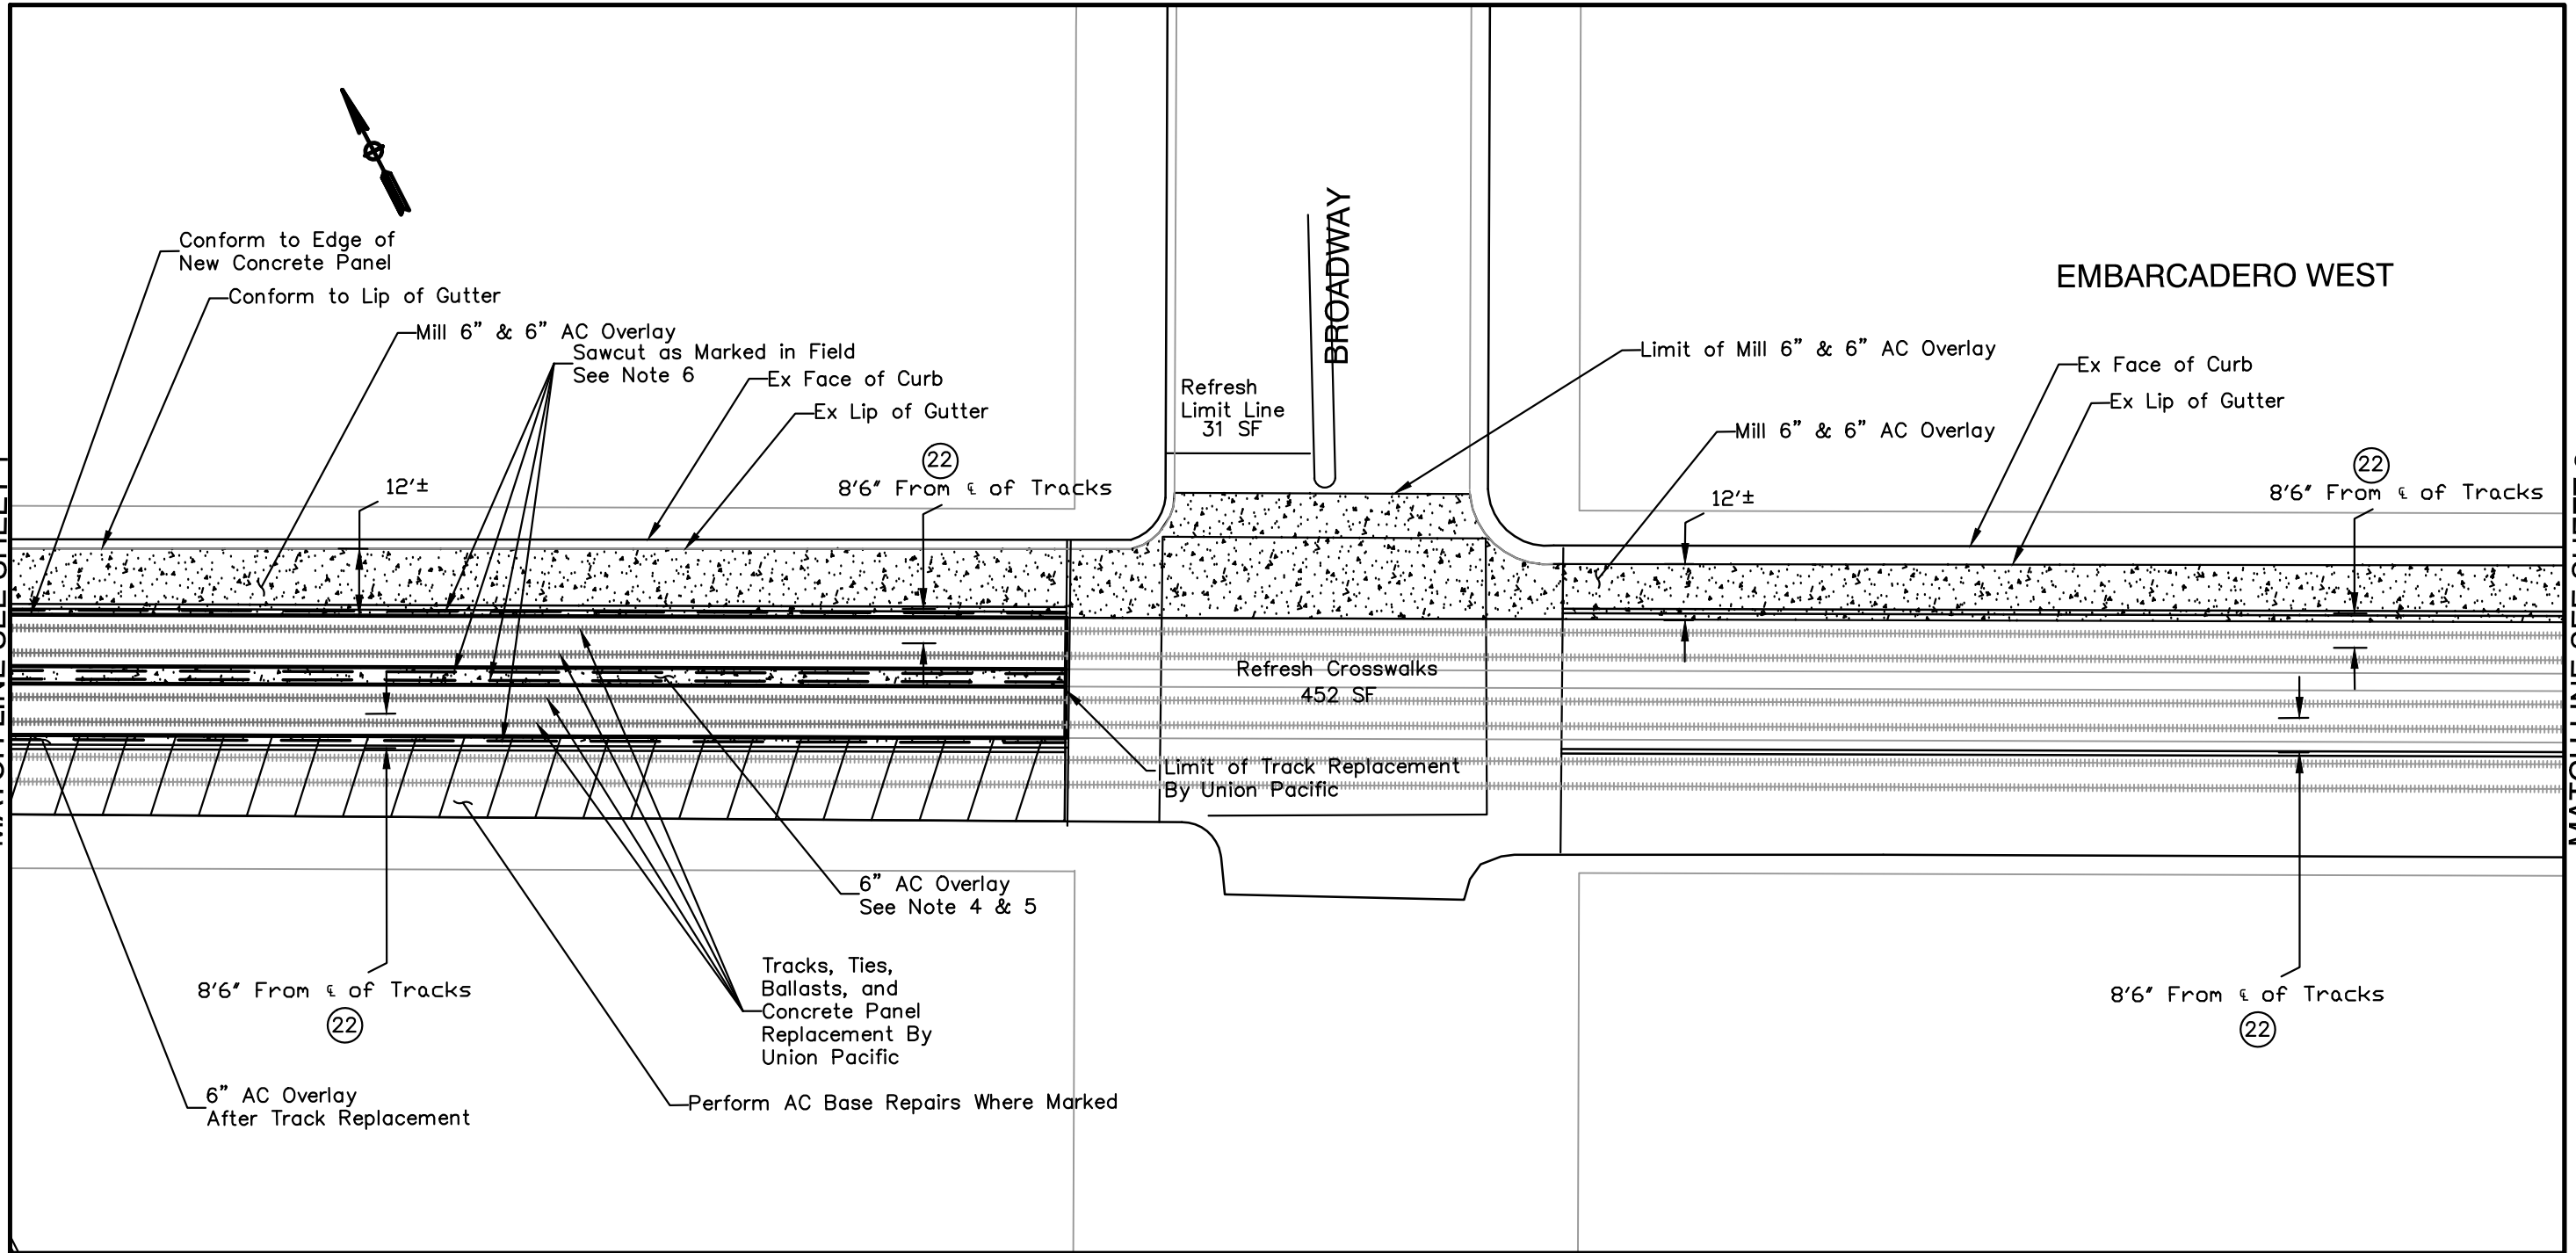 Conform to Edge of
New Concrete Panel
Conform to Lip of Gutter
Mill 6” & 6” AC Overlay
Sawcut as Marked in Field
See Note 6
Ex Face of Curb
Ex Lip of Gutter
22
8'6" From ℄ of Tracks
12'±
BROADWAY
Refresh
Limit Line
31 SF
EMBARCADERO WEST
Limit of Mill 6” & 6” AC Overlay
Ex Face of Curb
Ex Lip of Gutter
Mill 6” & 6” AC Overlay
22
8'6" From ℄ of Tracks
12'±
Refresh Crosswalks
452 SF
Limit of Track Replacement
By Union Pacific
6” AC Overlay
See Note 4 & 5
Tracks, Ties,
Ballasts, and
Concrete Panel
Replacement By
Union Pacific
8'6" From ℄ of Tracks
22
Perform AC Base Repairs Where Marked
6” AC Overlay
After Track Replacement
8'6" From ℄ of Tracks
22